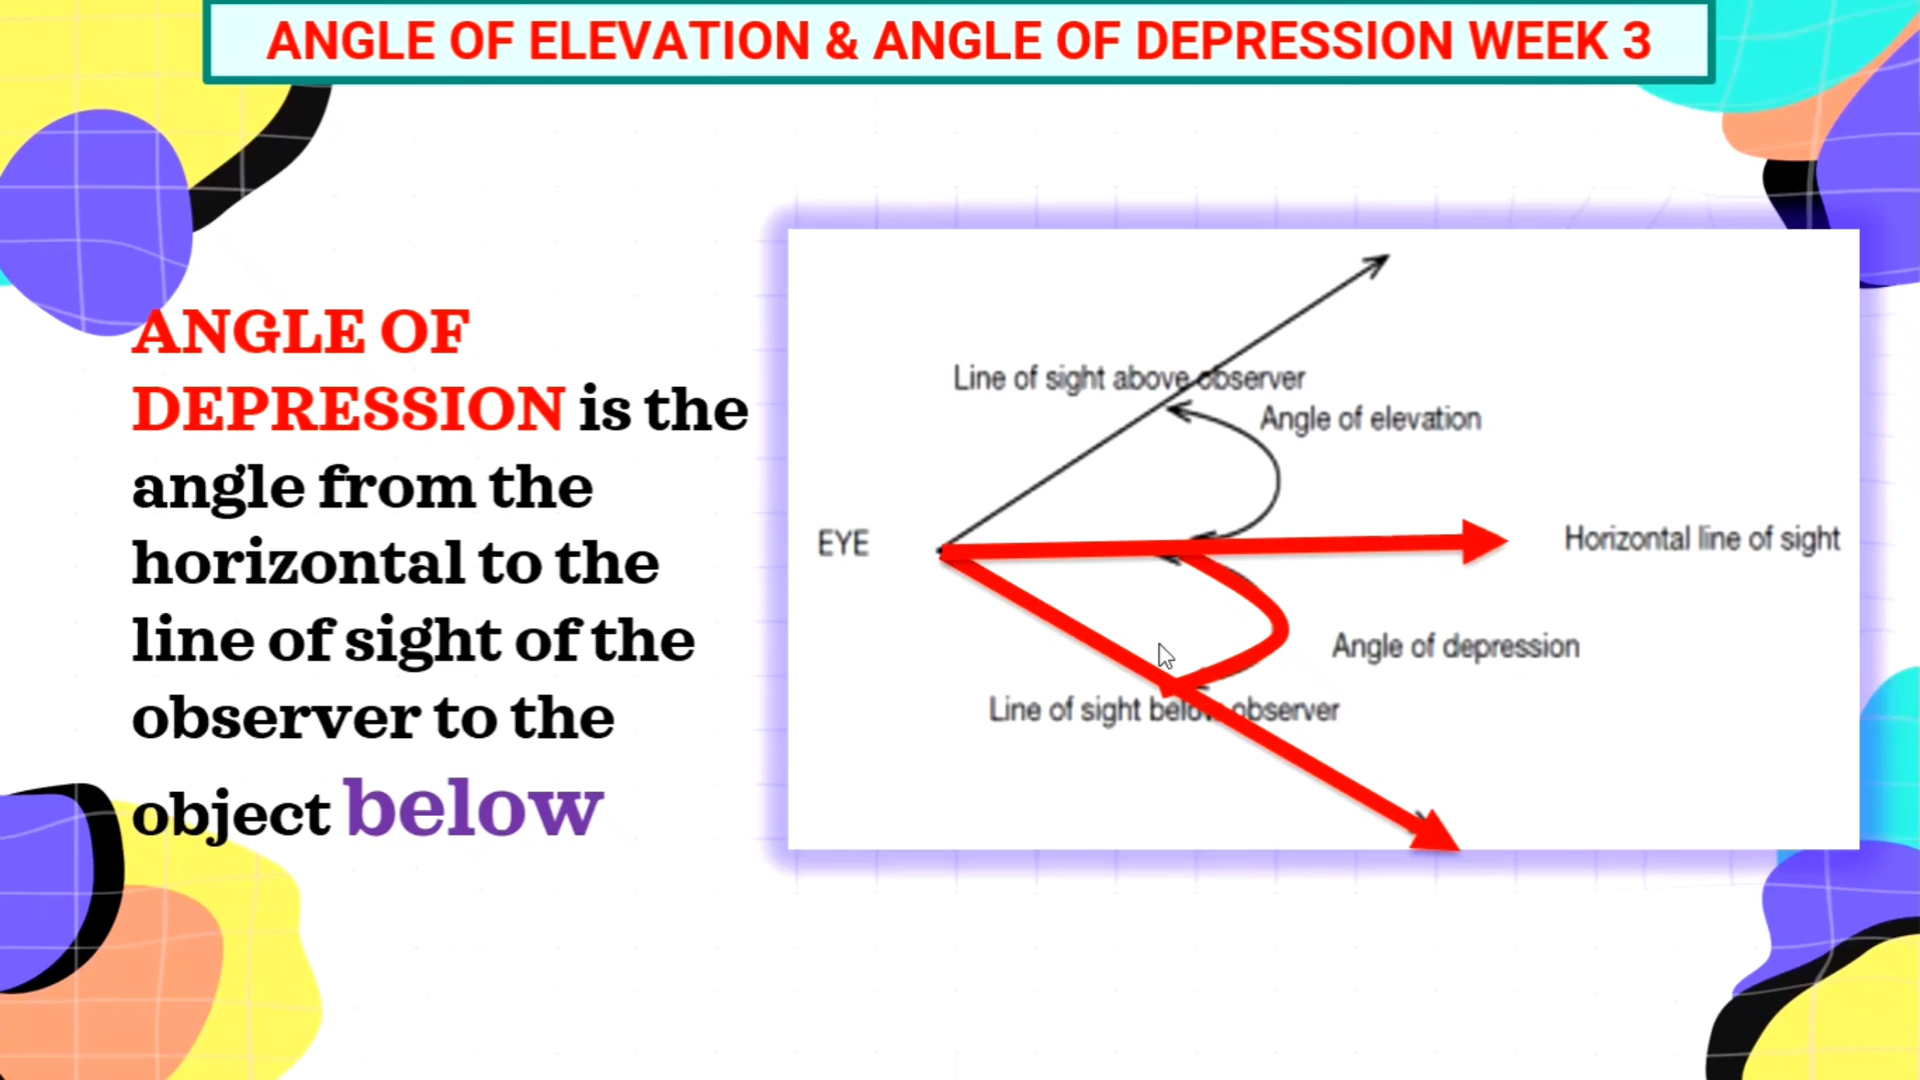 ANGLE OF ELEVATION & ANGLE OF DEPRESSION WEEK 3
ANGLE OF
DEPRESSION is the
angle from the
horizontal to the
line of sight of the
observer to the
object below
Line of sight above observer
Angle of elevation
EYE
Horizontal line of sight
Angle of depression
Line of sight below observer